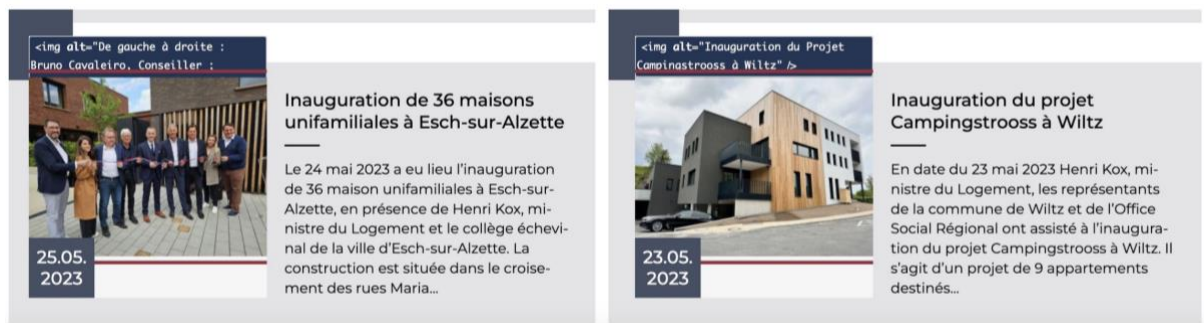 <img alt="De gauche à droite :
Bruno Cavaleiro, Conseiller ;
Inauguration de 36 maisons
unifamiliales à Esch-sur-Alzette
Le 24 mai 2023 a eu lieu l'inauguration
de 36 maison unifamiliales à Esch-sur-
Alzette, en présence de Henri Kox, mi-
nistre du Logement et le collège échevi-
nal de la ville d'Esch-sur-Alzette. La
construction est située dans le croise-
ment des rues Maria...
25.05.
2023
<img alt="Inauguration du Projet
Campingstrooss à Wiltz" />
Inauguration du projet
Campingstrooss à Wiltz
En date du 23 mai 2023 Henri Kox, mi-
nistre du Logement, les représentants
de la commune de Wiltz et de l'Office
Social Régional ont assisté à l'inaugura-
tion du projet Campingstrooss à Wiltz. Il
s'agit d'un projet de 9 appartements
destinés...
23.05.
2023